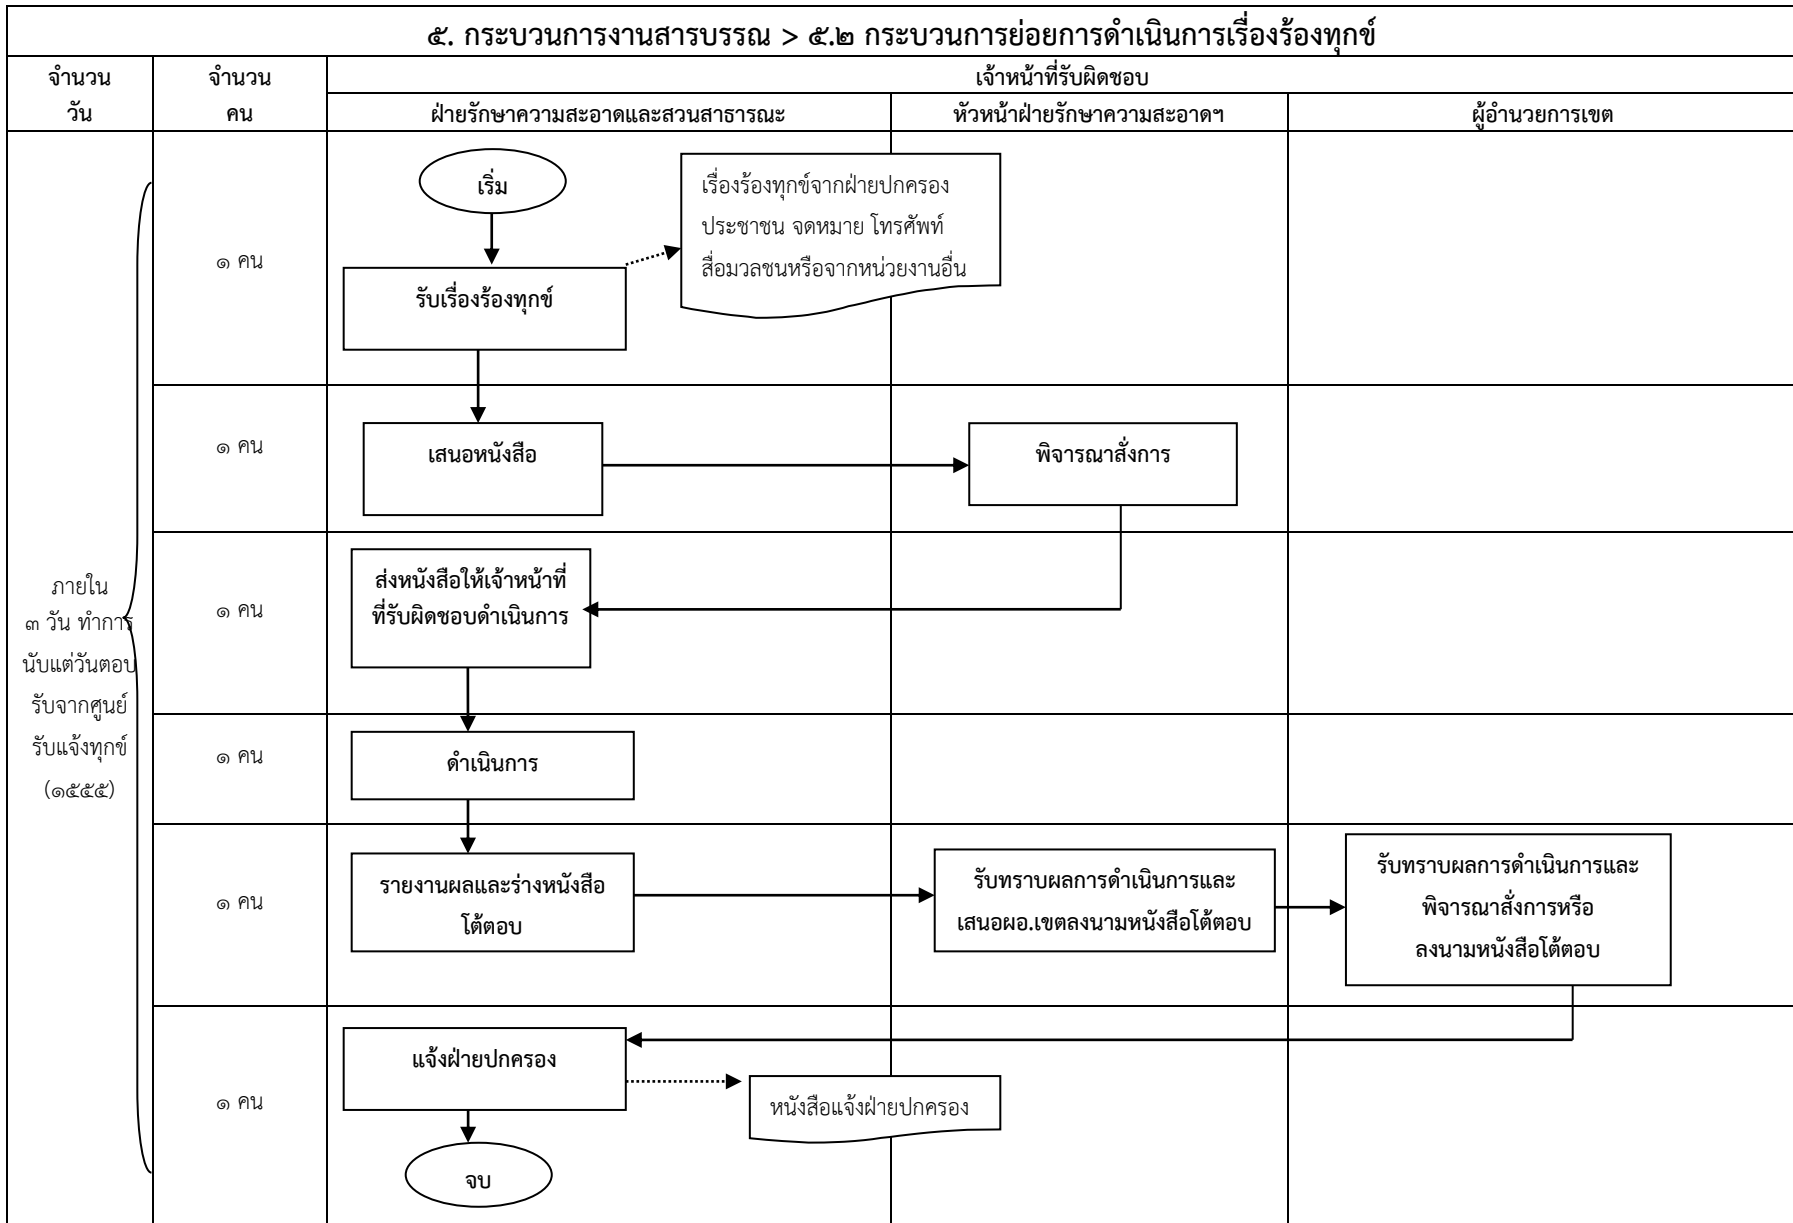 ๕. กระบวนการงานสารบรรณ > ๕.๒ กระบวนการย่อยการดำเนินการเรื่องร้องทุกข์
จำนวน
วัน
จำนวน
คน
เจ้าหน้าที่รับผิดชอบ
ฝ่ายรักษาความสะอาดและสวนสาธารณะ
หัวหน้าฝ่ายรักษาความสะอาดฯ
ผู้อำนวยการเขต
เริ่ม
เรื่องร้องทุกข์จากฝ่ายปกครอง
ประชาชน จดหมาย โทรศัพท์
สื่อมวลชนหรือจากหน่วยงานอื่น
๑ คน
รับเรื่องร้องทุกข์
๑ คน
เสนอหนังสือ
พิจารณาสั่งการ
ภายใน
๓ วัน ทำการ
นับแต่วันตอบ
รับจากศูนย์
รับแจ้งทุกข์
(๑๕๕๕)
๑ คน
ส่งหนังสือให้เจ้าหน้าที่
ที่รับผิดชอบดำเนินการ
๑ คน
ดำเนินการ
๑ คน
รายงานผลและร่างหนังสือ
โต้ตอบ
รับทราบผลการดำเนินการและ
เสนอผอ.เขตลงนามหนังสือโต้ตอบ
รับทราบผลการดำเนินการและ
พิจารณาสั่งการหรือ
ลงนามหนังสือโต้ตอบ
๑ คน
แจ้งฝ่ายปกครอง
หนังสือแจ้งฝ่ายปกครอง
จบ